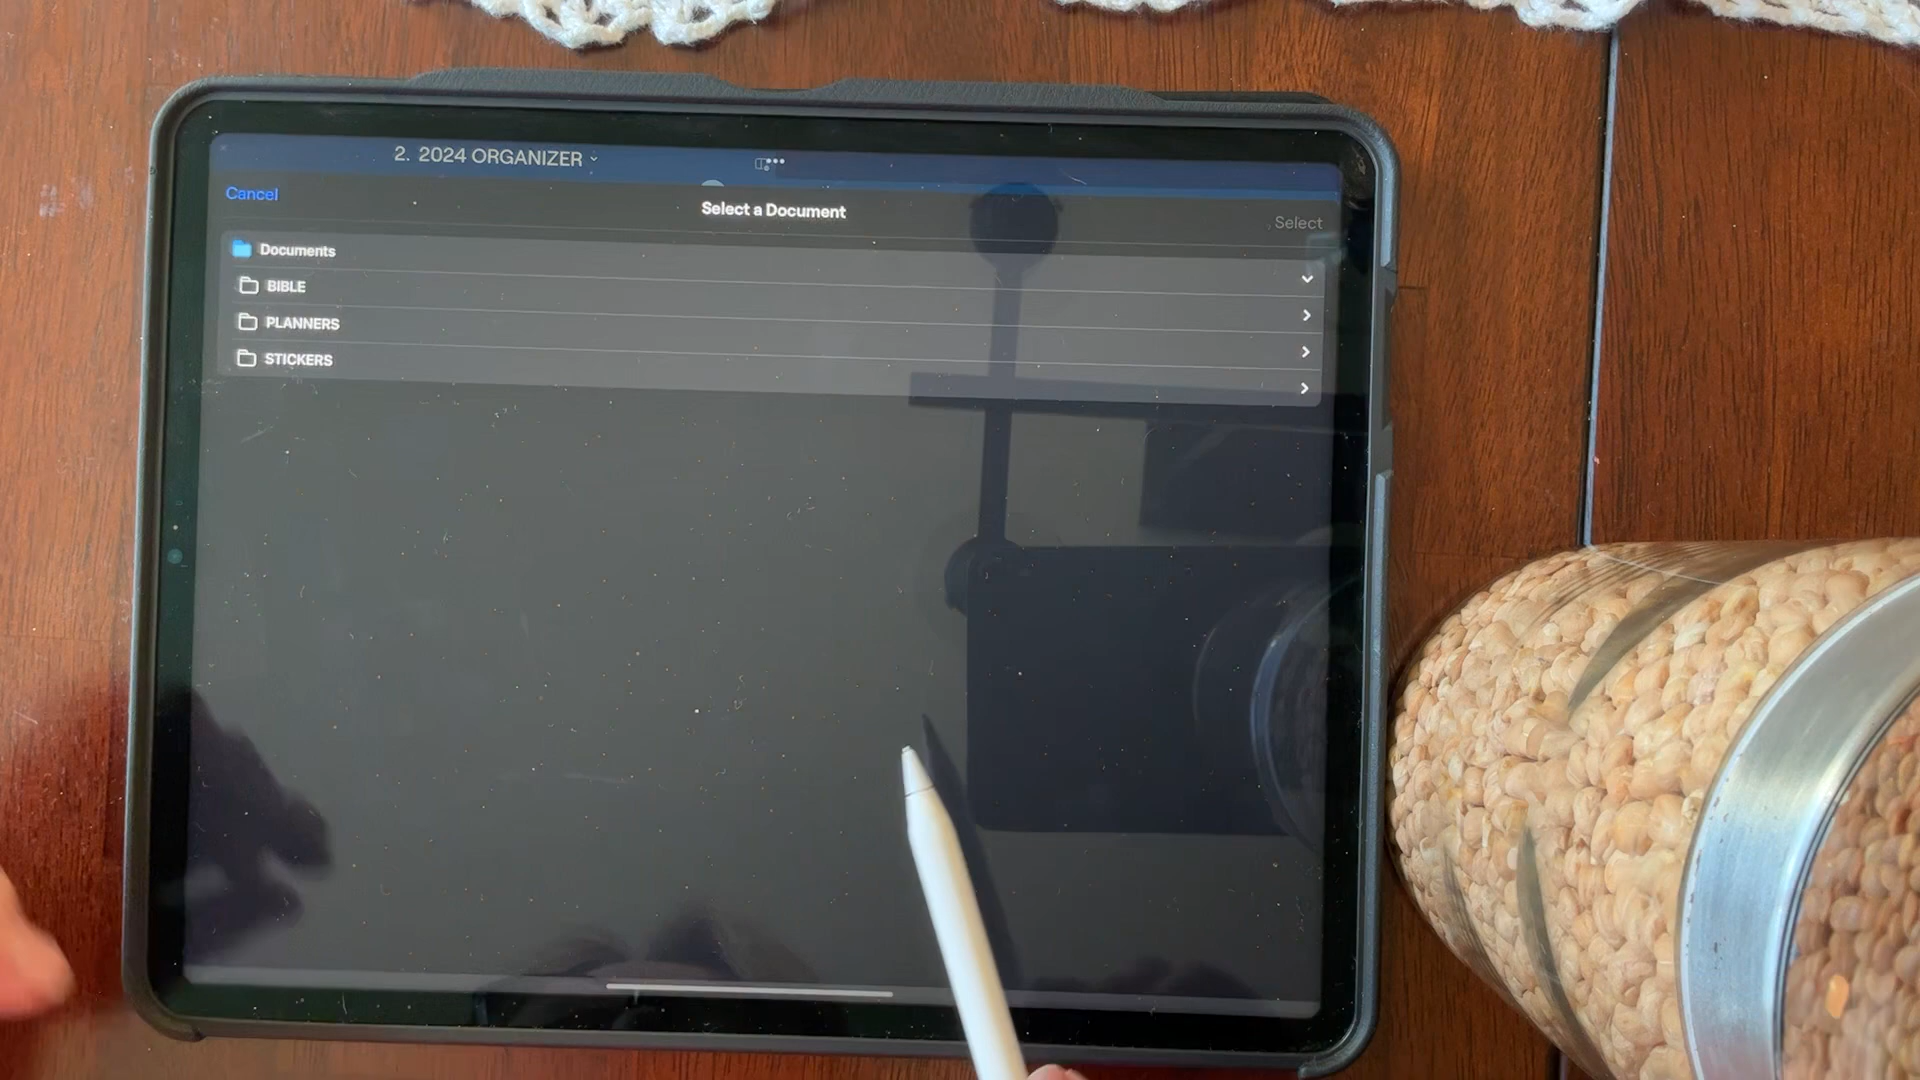 2. 2024 ORGANIZER
Cancel
Select a Document
Select
Documents
BIBLE
PLANNERS
STICKERS